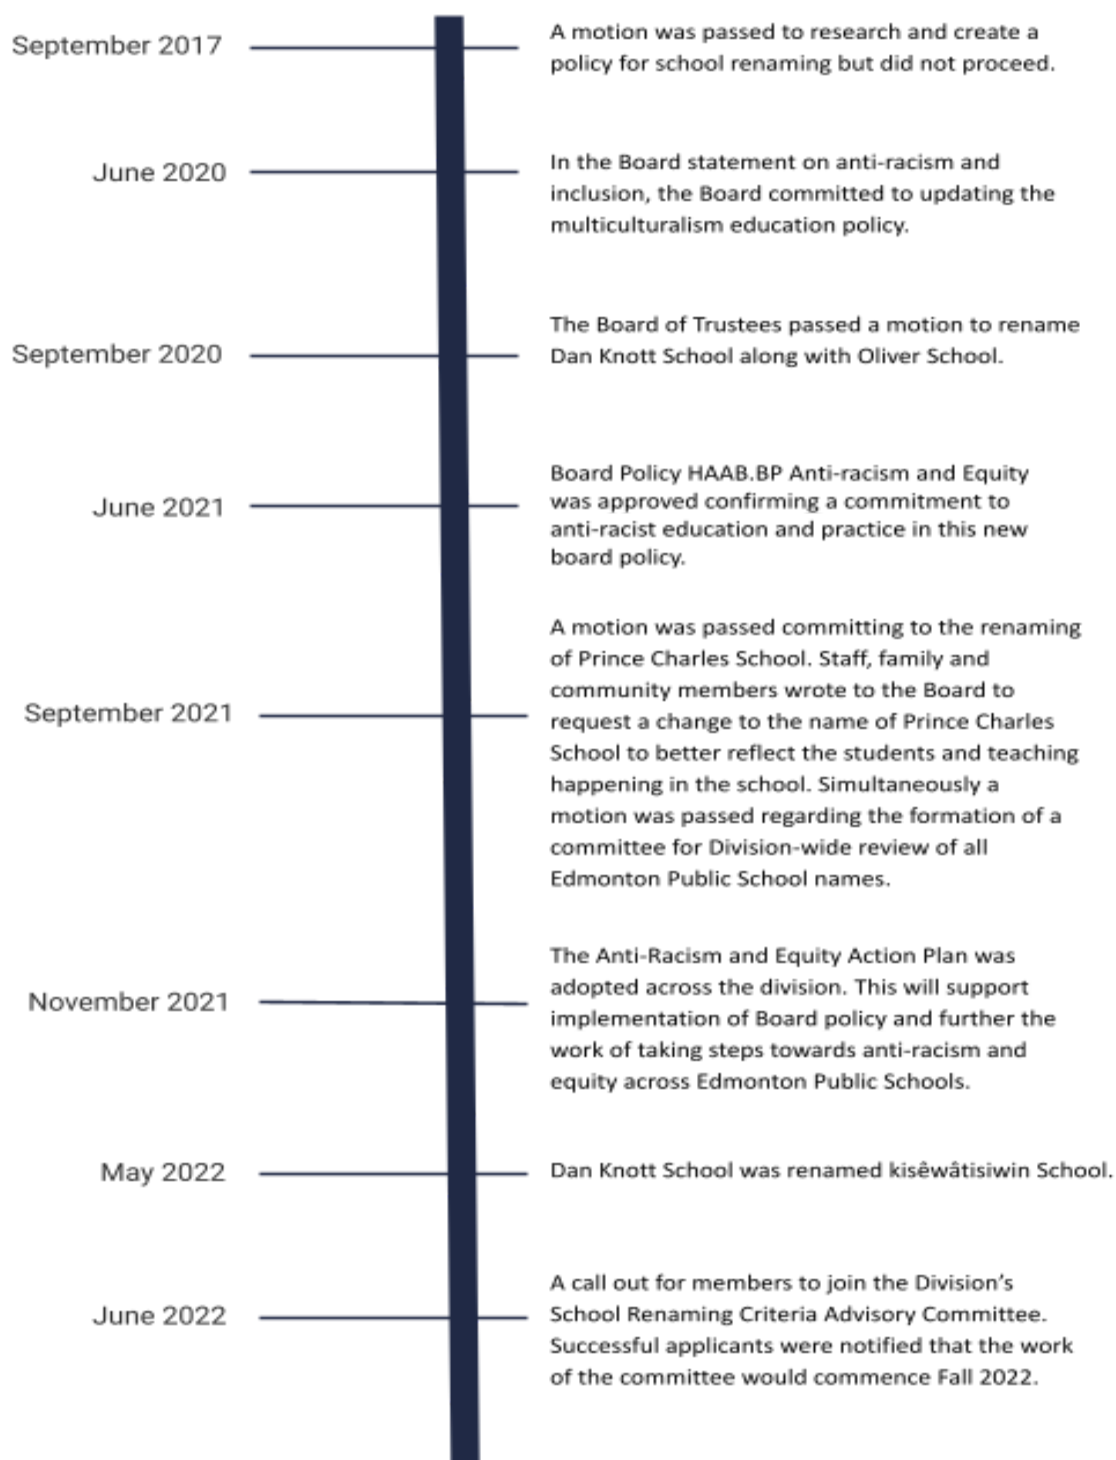 September 2017
A motion was passed to research and create a
policy for school renaming but did not proceed.
June 2020
In the Board statement on anti-racism and
inclusion, the Board committed to updating the
multiculturalism education policy.
September 2020
The Board of Trustees passed a motion to rename
Dan Knott School along with Oliver School.
June 2021
Board Policy HAAB.BP Anti-racism and Equity
was approved confirming a commitment to
anti-racist education and practice in this new
board policy.
September 2021
A motion was passed committing to the renaming
of Prince Charles School. Staff, family and
community members wrote to the Board to
request a change to the name of Prince Charles
School to better reflect the students and teaching
happening in the school. Simultaneously a
motion was passed regarding the formation of a
committee for Division-wide review of all
Edmonton Public School names.
November 2021
The Anti-Racism and Equity Action Plan was
adopted across the division. This will support
implementation of Board policy and further the
work of taking steps towards anti-racism and
equity across Edmonton Public Schools.
May 2022
Dan Knott School was renamed kisêwâtisiwin School.
June 2022
A call out for members to join the Division’s
School Renaming Criteria Advisory Committee.
Successful applicants were notified that the work
of the committee would commence Fall 2022.